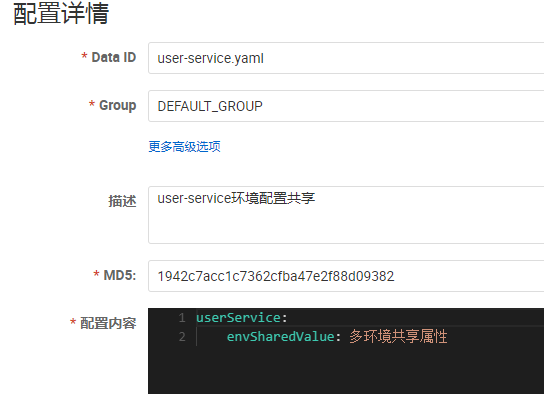 配置详情
* Data ID
user-service.yaml
* Group
DEFAULT_GROUP
更多高级选项
描述
user-service环境配置共享
* MD5:
1942c7acc1c7362cfba47e2f88d09382
* 配置内容
1 userService:
2 envSharedValue: 多环境共享属性